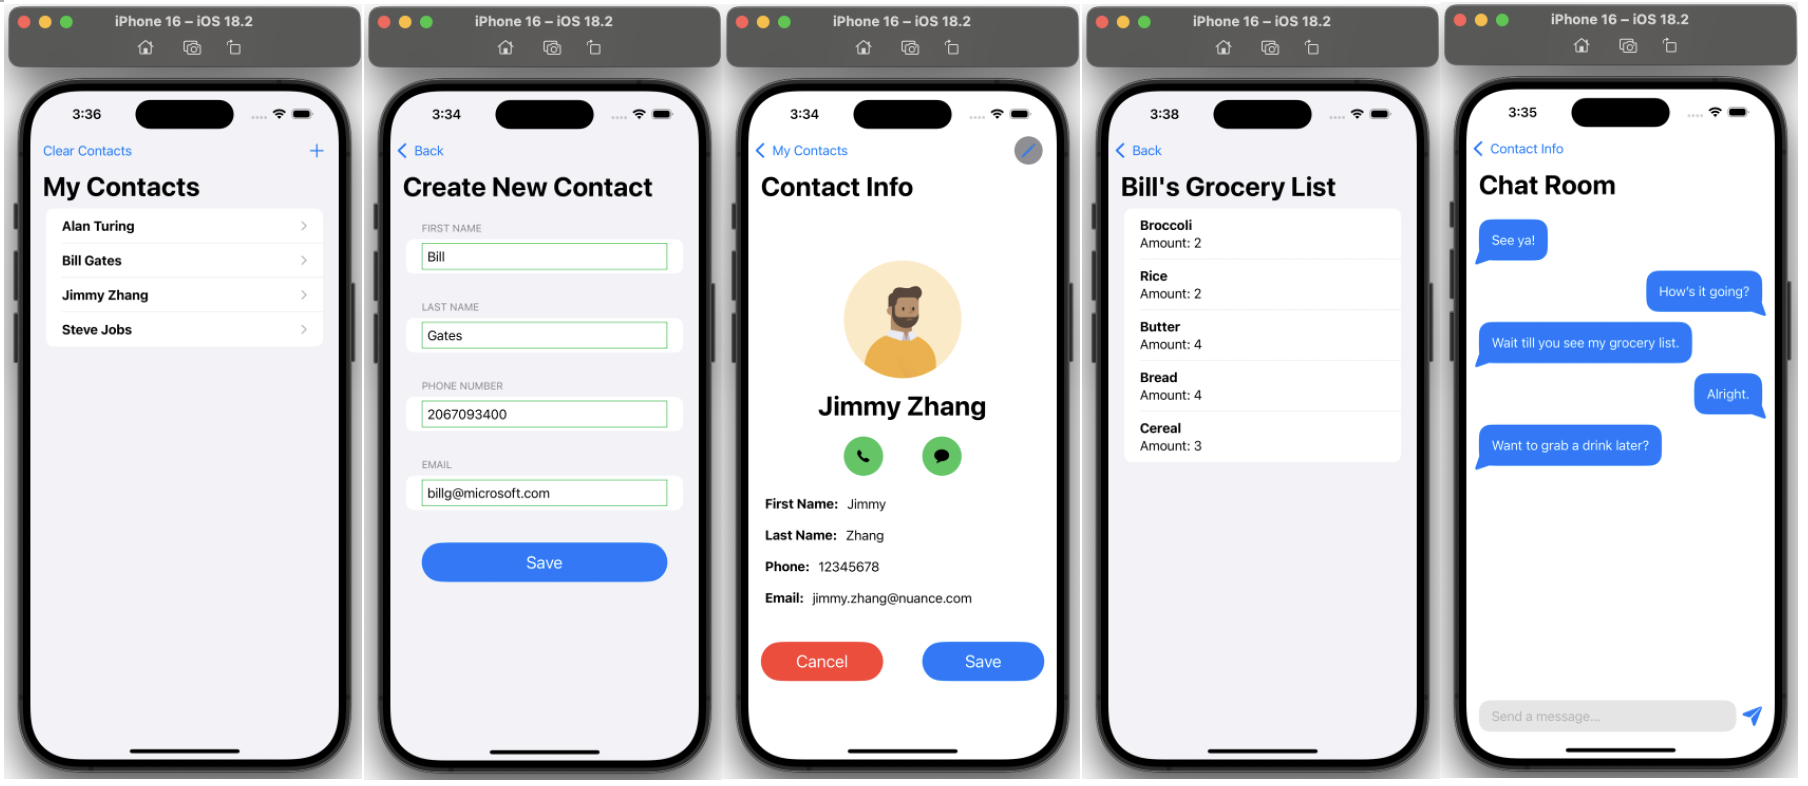 iPhone 16 – iOS 18.2
3:36
Clear Contacts
My Contacts
Alan Turing
Bill Gates
Jimmy Zhang
Steve Jobs
iPhone 16 – iOS 18.2
3:34
Back
Create New Contact
FIRST NAME
Bill
LAST NAME
Gates
PHONE NUMBER
2067093400
EMAIL
billg@microsoft.com
Save
iPhone 16 – iOS 18.2
3:34
My Contacts
Contact Info
Jimmy Zhang
First Name: Jimmy
Last Name: Zhang
Phone: 12345678
Email: jimmy.zhang@nuance.com
Cancel Save
iPhone 16 – iOS 18.2
3:38
Back
Bill's Grocery List
Broccoli
Amount: 2
Rice
Amount: 2
Butter
Amount: 4
Bread
Amount: 4
Cereal
Amount: 3
iPhone 16 – iOS 18.2
3:35
Contact Info
Chat Room
See ya!
How's it going?
Wait till you see my grocery list.
Alright.
Want to grab a drink later?
Send a message...